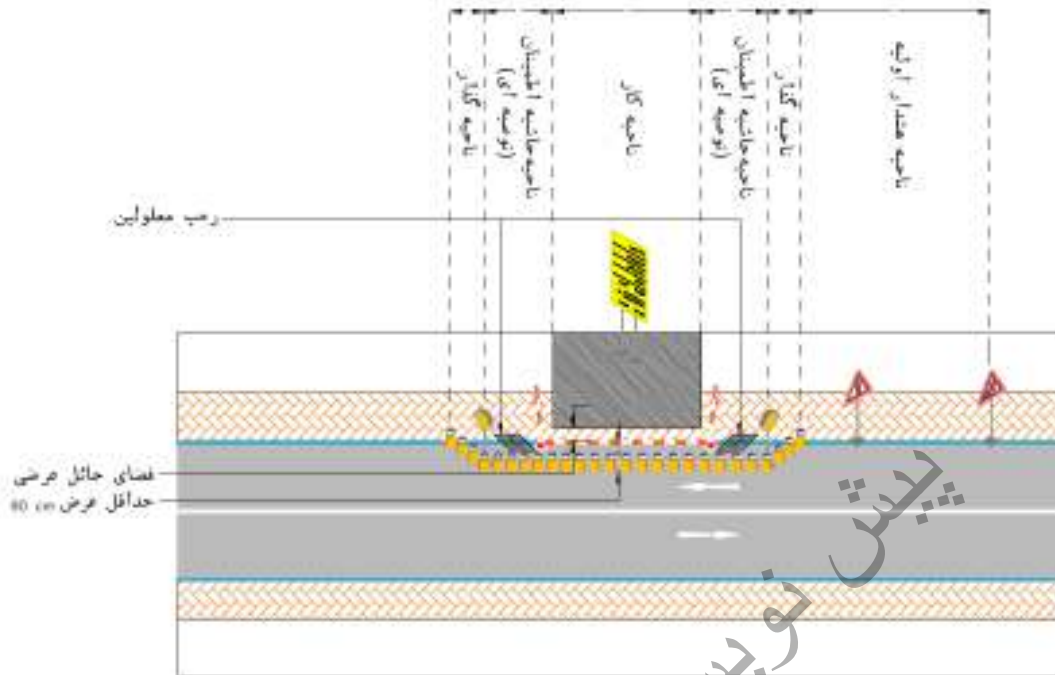 ناحیه گذار
ناحیه حاشیه اطمینان
(توصیه ای)
ناحیه کار
ناحیه حاشیه اطمینان
(توصیه ای)
ناحیه گذار
ناحیه هشدار اولیه
رمپ معلولین
فضای حائل عرضی
حداقل عرض
cm
پیش نویس